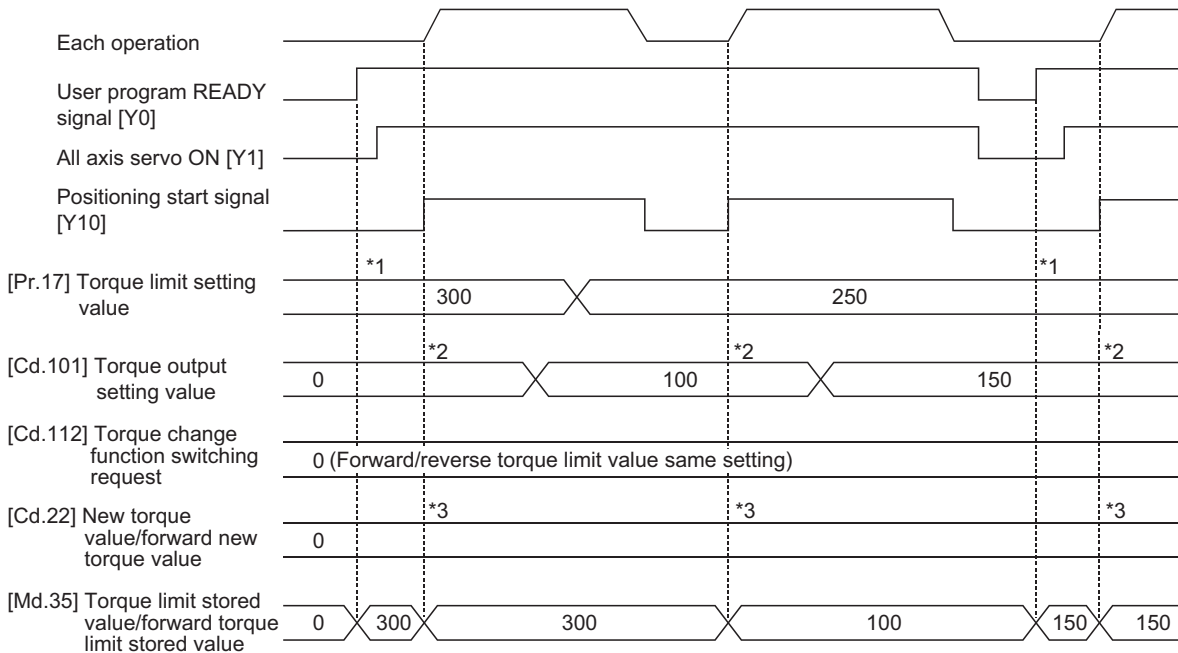 Each operation
User program READY
signal [Y0]
All axis servo ON [Y1]
Positioning start signal
[Y10]
[Pr.17] Torque limit setting
value
*1
*1
300
250
[Cd.101] Torque output
setting value
*2
*2
*2
0
100
150
[Cd.112] Torque change
function switching
request
0 (Forward/reverse torque limit value same setting)
[Cd.22] New torque
value/forward new
torque value
*3
*3
*3
0
[Md.35] Torque limit stored
value/forward torque
limit stored value
0
300
300
100
150
150